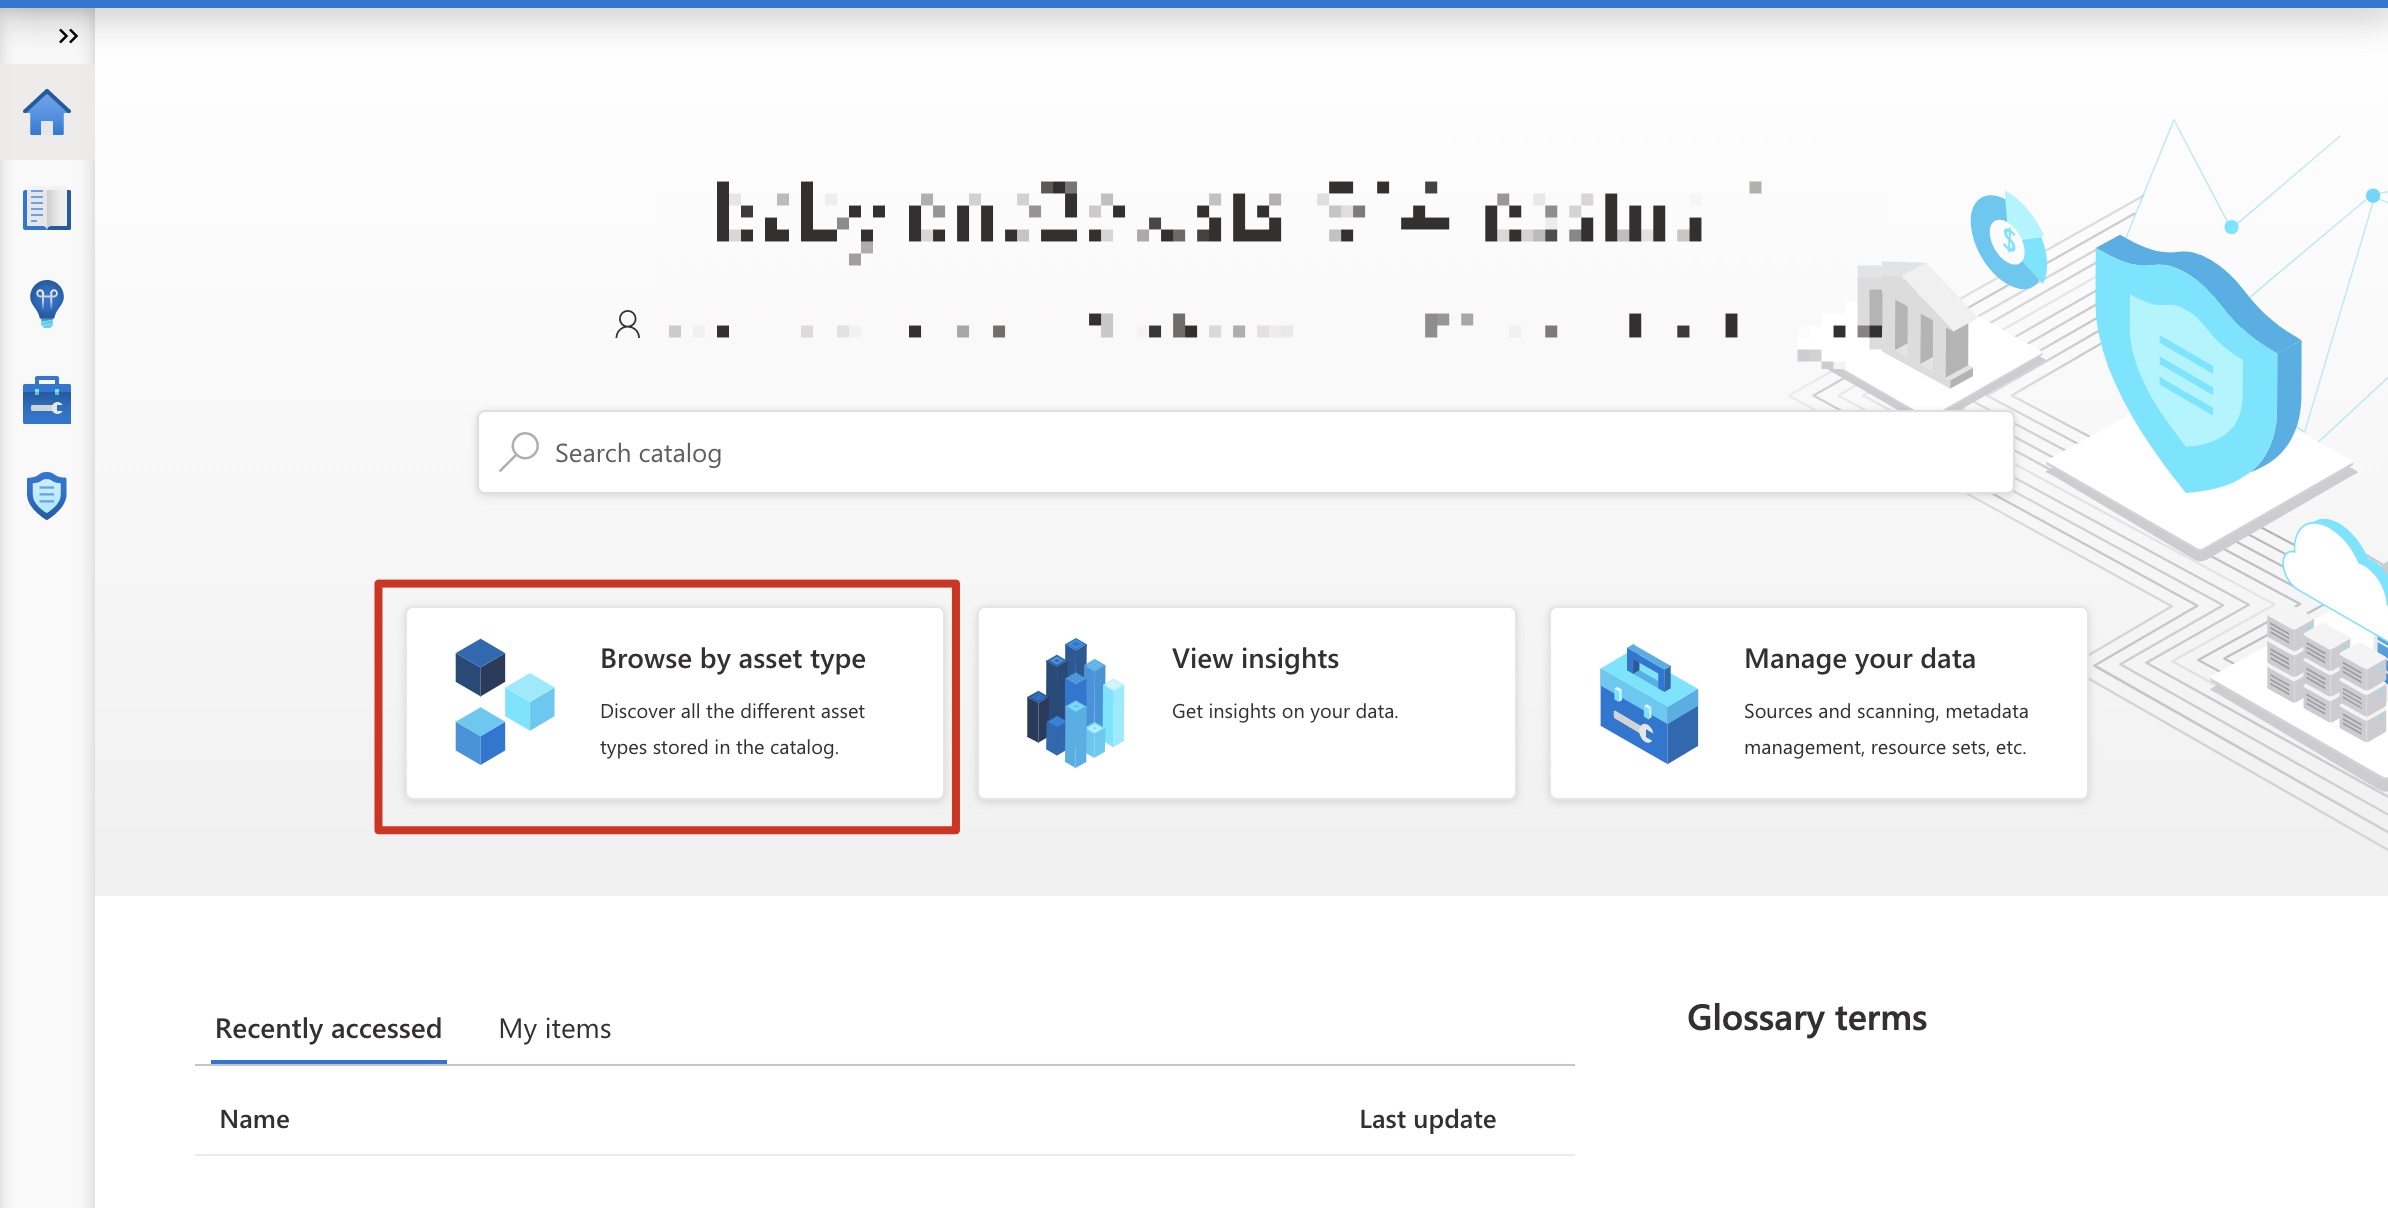 Search catalog
Browse by asset type
Discover all the different asset
types stored in the catalog.
View insights
Get insights on your data.
Manage your data
Sources and scanning, metadata
management, resource sets, etc.
Recently accessed
My items
Glossary terms
Name
Last update